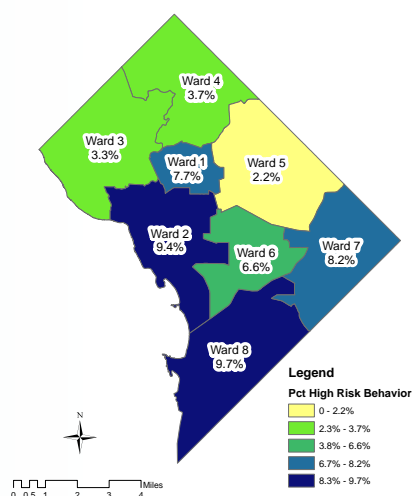 Ward 4
3.7%
Ward 3
3.3%
Ward 1
7.7%
Ward 5
2.2%
Ward 2
9.4%
Ward 6
6.6%
Ward 7
8.2%
Ward 8
9.7%
Legend
Pct High Risk Behavior
0 - 2.2%
2.3% - 3.7%
3.8% - 6.6%
6.7% - 8.2%
8.3% - 9.7%
N
Miles
0 0.5 1 2 3 4